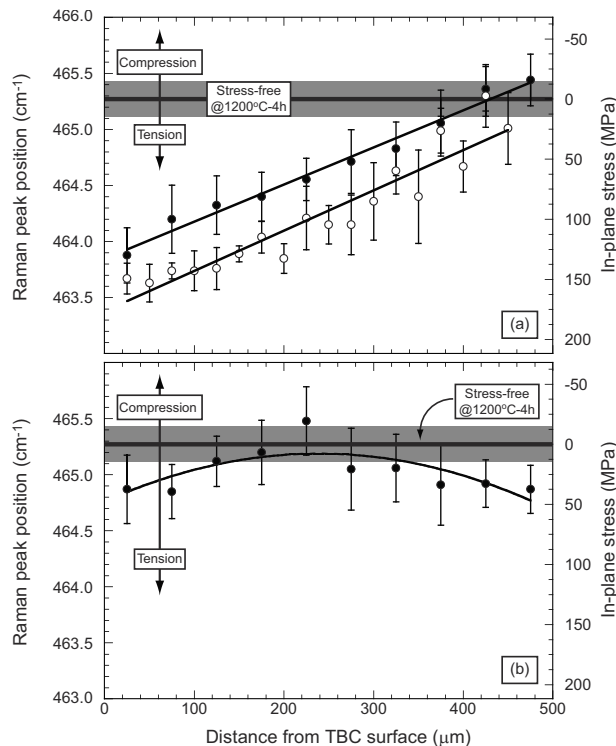 466.0
465.5
465.0
464.5
464.0
463.5
Raman peak position (cm-1)
Compression
Tension
Stress-free
@1200oC-4h
-50
0
50
100
150
200
In-plane stress (MPa)
(a)
465.5
465.0
464.5
464.0
463.5
463.0
Raman peak position (cm-1)
Compression
Tension
Stress-free
@1200oC-4h
-50
0
50
100
150
200
In-plane stress (MPa)
(b)
0
100
200
300
400
500
Distance from TBC surface (μm)